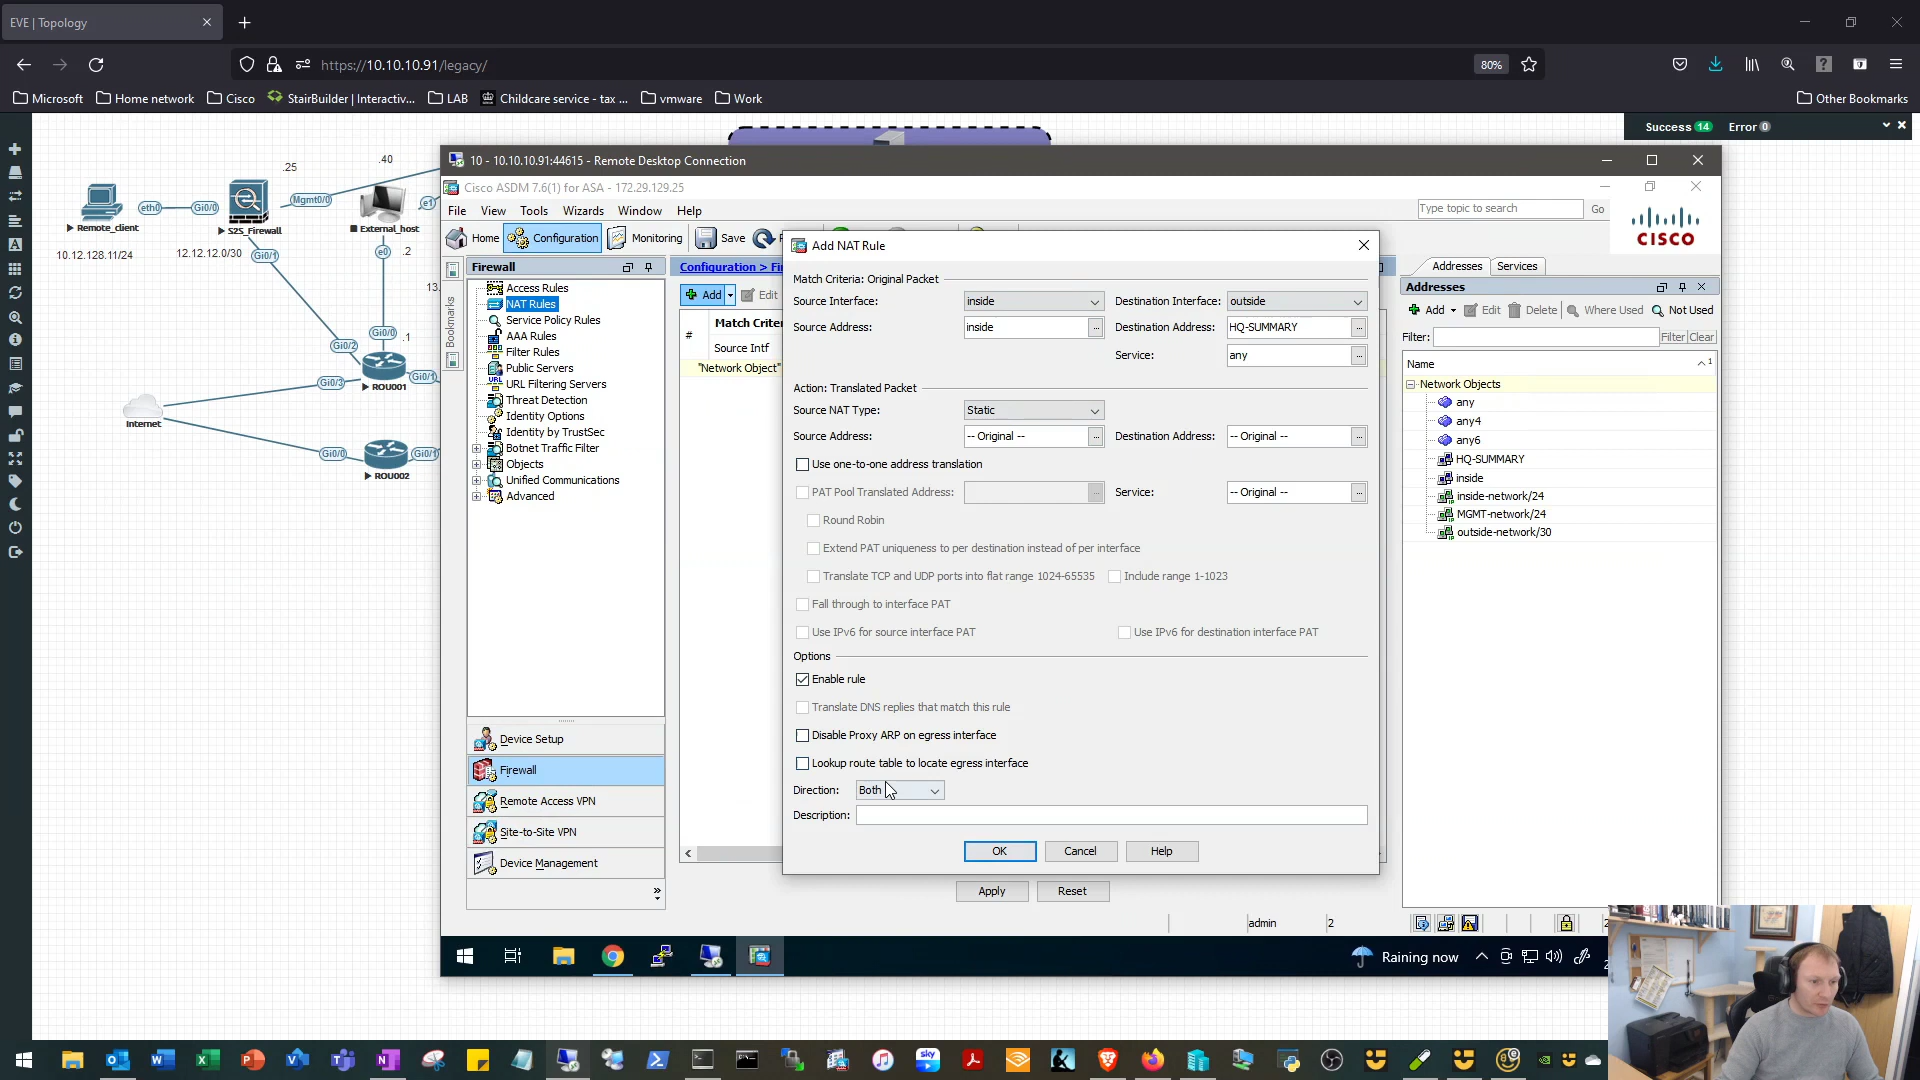 EVE | Topology
https://10.10.10.91/legacy/
80%
Microsoft
Home network
Cisco
StairBuilder | Interactiv...
LAB
Childcare service - tax ...
vmware
Work
Other Bookmarks
Success 14
Error 0
.25
.40
Remote_client
eth0
Gi0/0
S2S_Firewall
Mgmt0/0
External_host
e1
10.12.128.11/24
12.12.12.0/30
Gi0/1
e0
.2
13.
Gi0/0
.1
Gi0/2
ROU001
Gi0/1
Gi0/3
Internet
Gi0/0
ROU002
Gi0/1
10 - 10.10.10.91:44615 - Remote Desktop Connection
Cisco ASDM 7.6(1) for ASA - 172.29.129.25
File View Tools Wizards Window Help
Type topic to search
Go
CISCO
Home
Configuration
Monitoring
Save
Bookmarks
Firewall
Access Rules
NAT Rules
Service Policy Rules
AAA Rules
Filter Rules
Public Servers
URL Filtering Servers
Threat Detection
Identity Options
Identity by TrustSec
Botnet Traffic Filter
Objects
Unified Communications
Advanced
Device Setup
Firewall
Remote Access VPN
Site-to-Site VPN
Device Management
Configuration > Fi
Add
Edit
#
Match Criter
Source Intf
"Network Object"
Add NAT Rule
Match Criteria: Original Packet
Source Interface: inside
Destination Interface: outside
Source Address: inside
Destination Address: HQ-SUMMARY
Service: any
Action: Translated Packet
Source NAT Type: Static
Source Address: -- Original --
Destination Address: -- Original --
Use one-to-one address translation
PAT Pool Translated Address:
Service: -- Original --
Round Robin
Extend PAT uniqueness to per destination instead of per interface
Translate TCP and UDP ports into flat range 1024-65535
Include range 1-1023
Fall through to interface PAT
Use IPv6 for source interface PAT
Use IPv6 for destination interface PAT
Options
Enable rule
Translate DNS replies that match this rule
Disable Proxy ARP on egress interface
Lookup route table to locate egress interface
Direction: Both
Description:
OK
Cancel
Help
Apply
Reset
Addresses
Services
Addresses
Add
Edit
Delete
Where Used
Not Used
Filter:
Filter
Clear
Name
1
Network Objects
any
any4
any6
HQ-SUMMARY
inside
inside-network/24
MGMT-network/24
outside-network/30
admin
2
Raining now